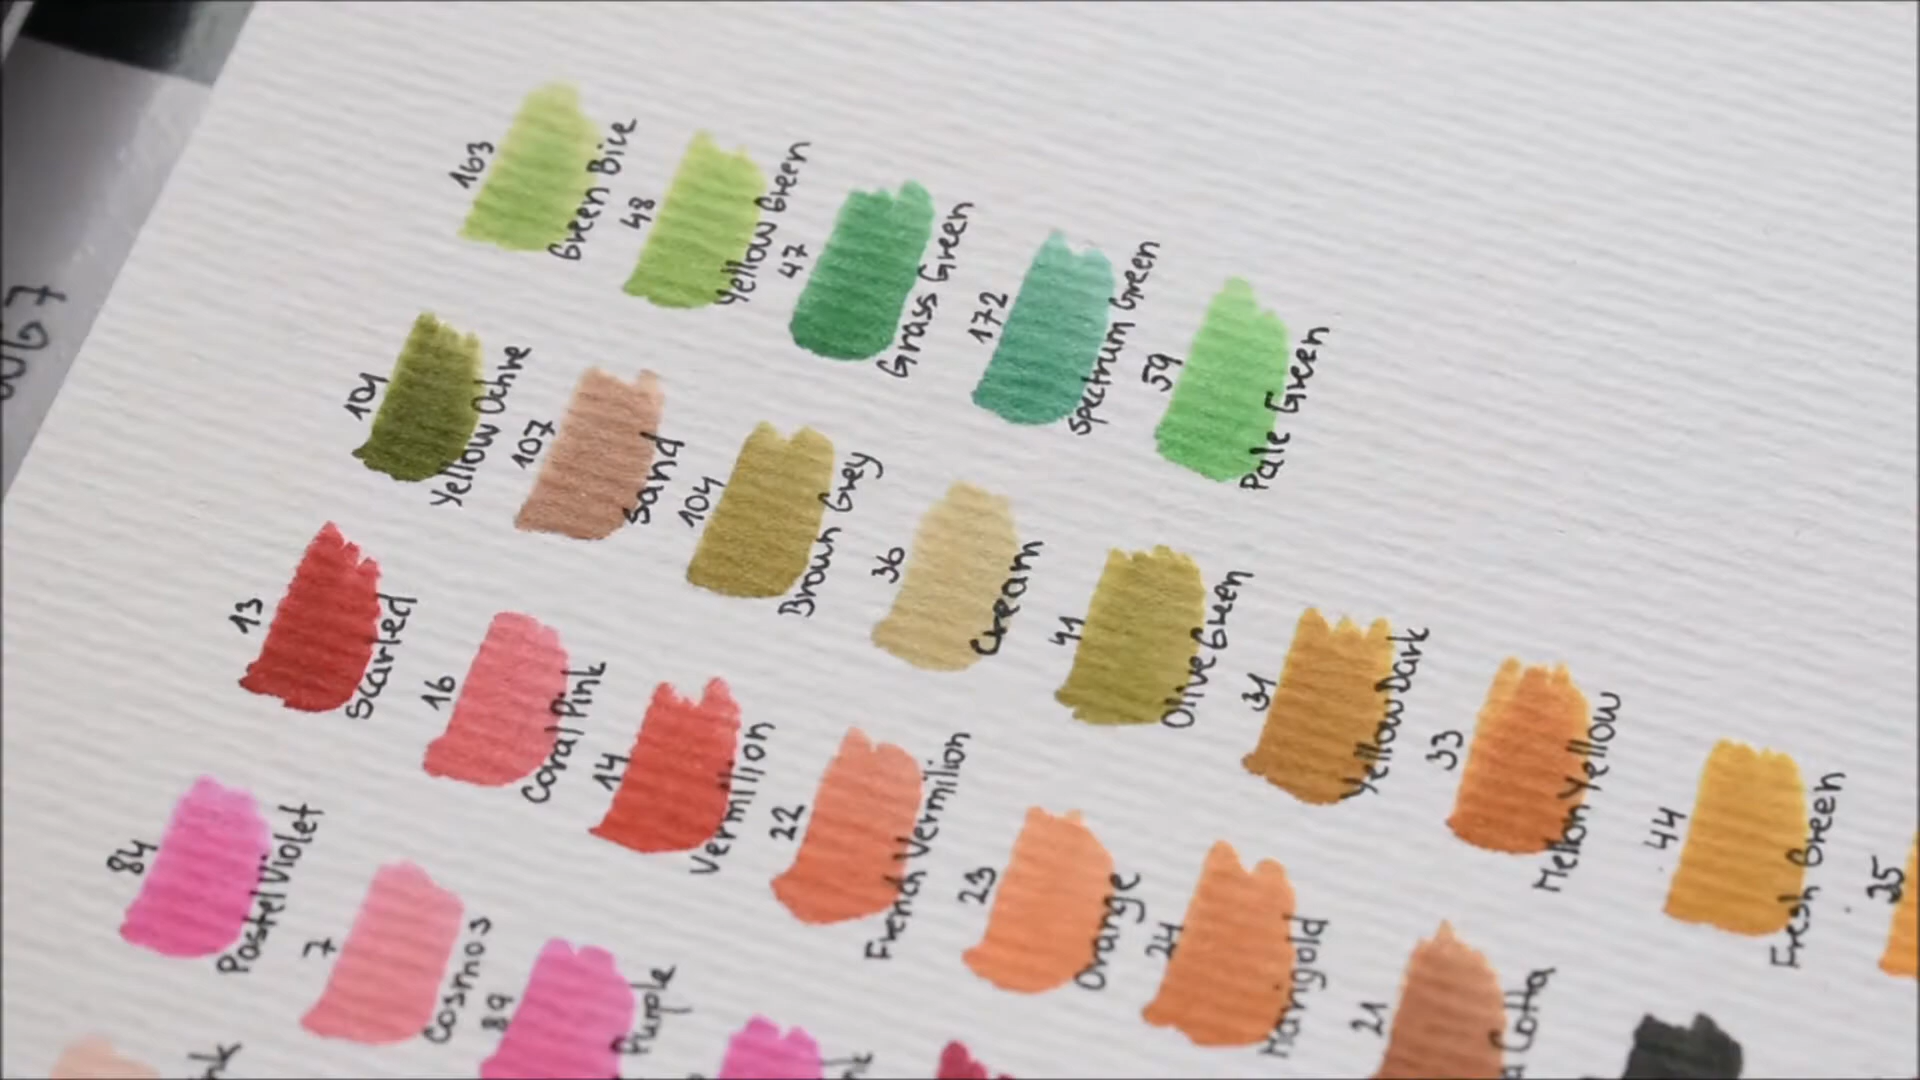 163
Green Bice
48
Yellow Green
47
Grass Green
172
Spectrum Green
59
Pale Green
101
Yellow Ochre
107
Sand
104
Brown Grey
36
Cream
41
Olive Green
31
Yellow Dark
33
Mellon Yellow
44
Fresh Green
13
Scarled
16
Coral Pink
14
Vermilion
22
French Vermilion
23
Orange
24
Marigold
21
Cotta
84
Pastel Violet
7
Cosmos
89
Purple